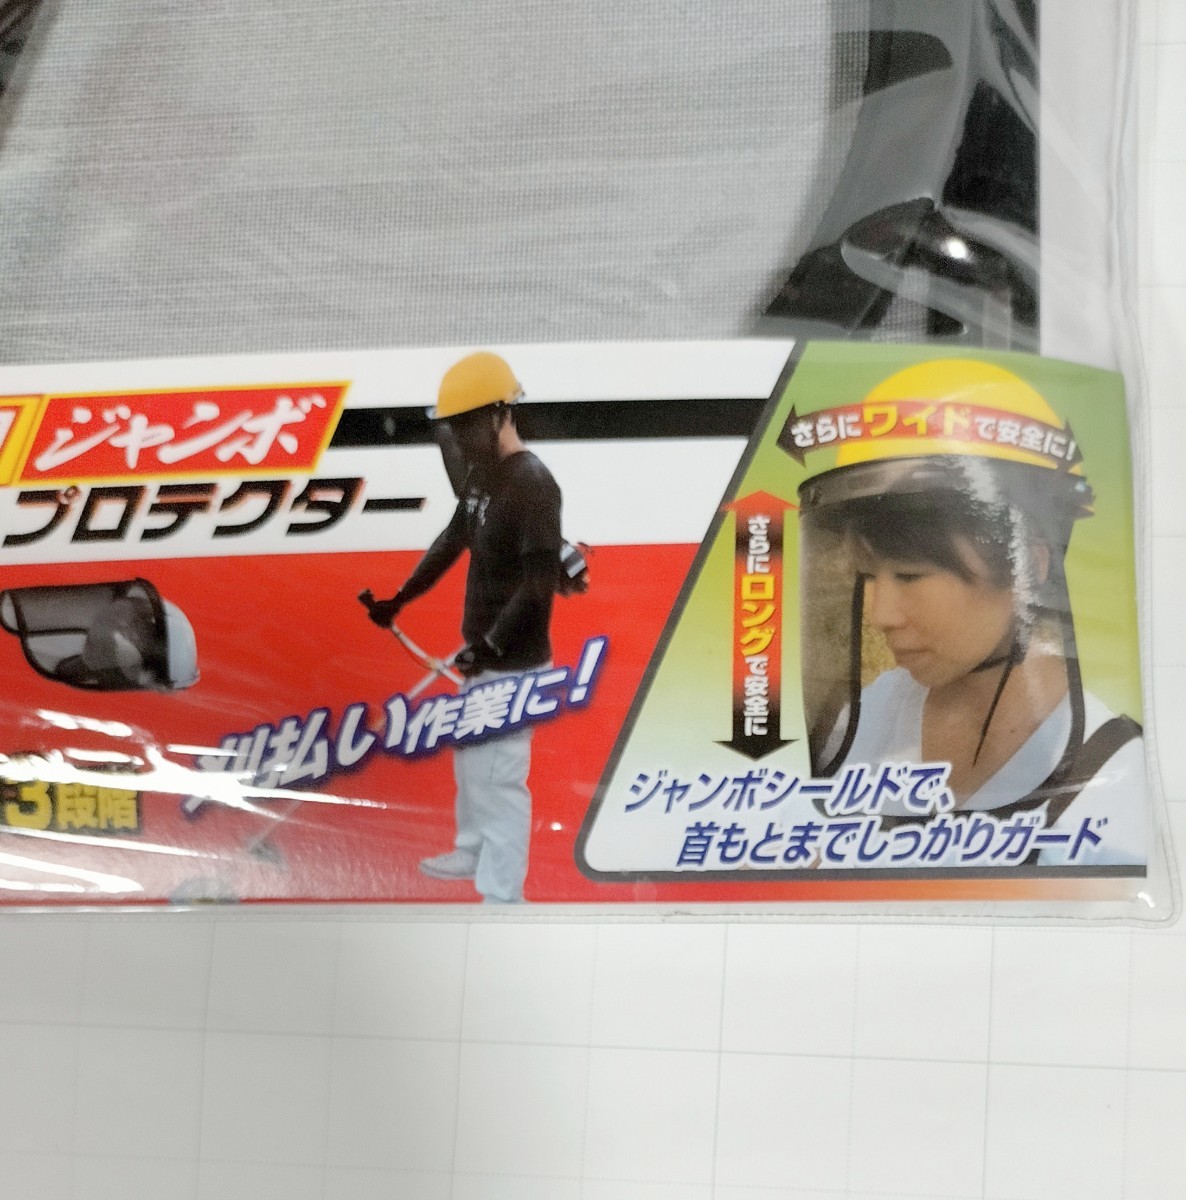 ジャンボ
プロテクター
刈払い作業に!
3段階
さらにワイドで安全に!
さらにロングで安全に
ジャンボシールドで、
首もとまでしっかりガード